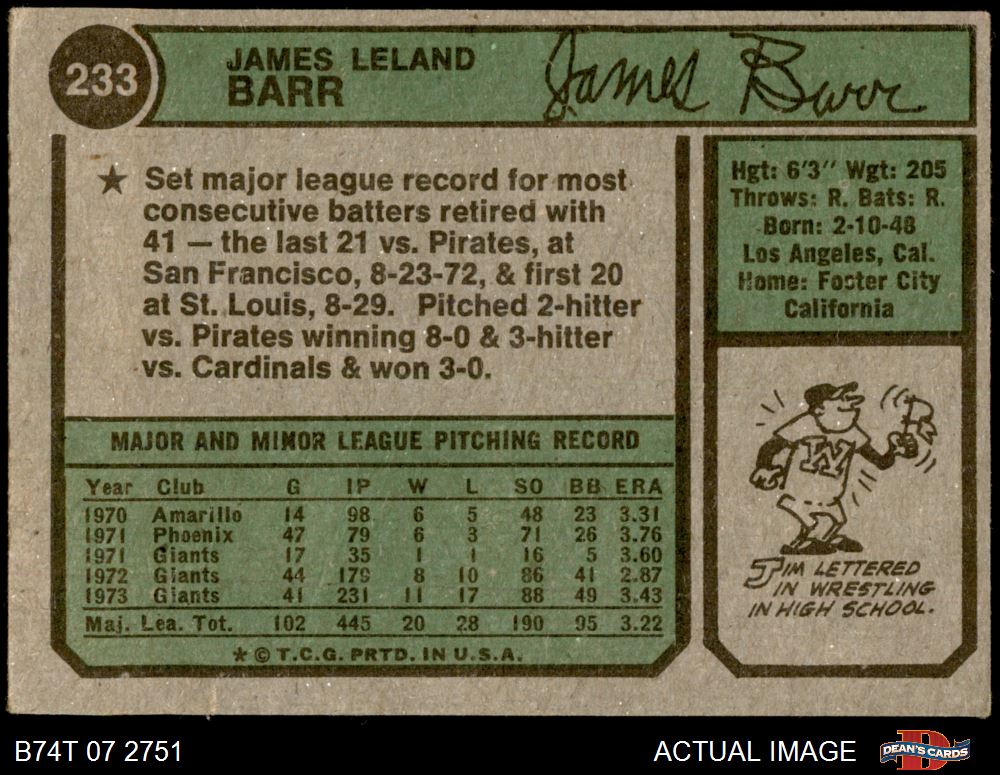 233
JAMES LELAND
BARR
James Barr
★ Set major league record for most
consecutive batters retired with
41 — the last 21 vs. Pirates, at
San Francisco, 8-23-72, & first 20
at St. Louis, 8-29. Pitched 2-hitter
vs. Pirates winning 8-0 & 3-hitter
vs. Cardinals & won 3-0.
Hgt: 6'3" Wgt: 205
Throws: R. Bats: R.
Born: 2-10-48
Los Angeles, Cal.
Home: Foster City
California
MAJOR AND MINOR LEAGUE PITCHING RECORD
Year Club G IP W L SO BB ERA
1970 Amarillo 14 98 6 5 48 23 3.31
1971 Phoenix 47 79 6 3 71 26 3.76
1971 Giants 17 35 1 1 16 5 3.60
1972 Giants 44 179 8 10 86 41 2.87
1973 Giants 41 231 11 17 88 49 3.43
Maj. Lea. Tot. 102 445 20 28 190 95 3.22
★ © T.C.G. PRTD. IN U.S.A.
W
JIM LETTERED
IN WRESTLING
IN HIGH SCHOOL.
B74T 07 2751
ACTUAL IMAGE
D
DEAN'S CARDS